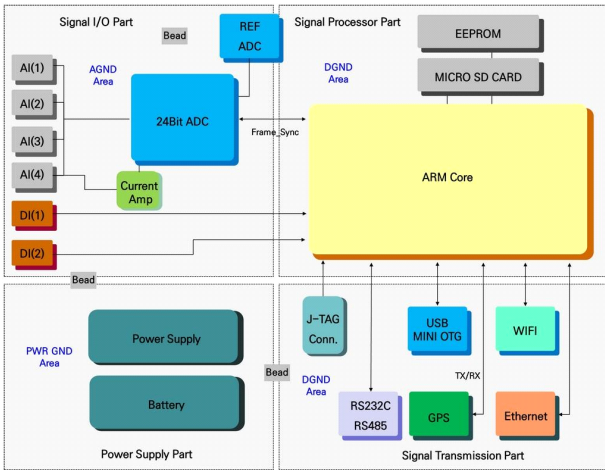 Signal I/O Part
Bead
REF
ADC
AGND
Area
AI(1)
AI(2)
AI(3)
AI(4)
24Bit ADC
Current
Amp
Frame_Sync
DI(1)
DI(2)
Signal Processor Part
DGND
Area
EEPROM
MICRO SD CARD
ARM Core
Bead
Power Supply
PWR GND
Area
Battery
Power Supply Part
Bead
J-TAG
Conn.
USB
MINI OTG
WIFI
DGND
Area
TX/RX
RS232C
RS485
GPS
Ethernet
Signal Transmission Part